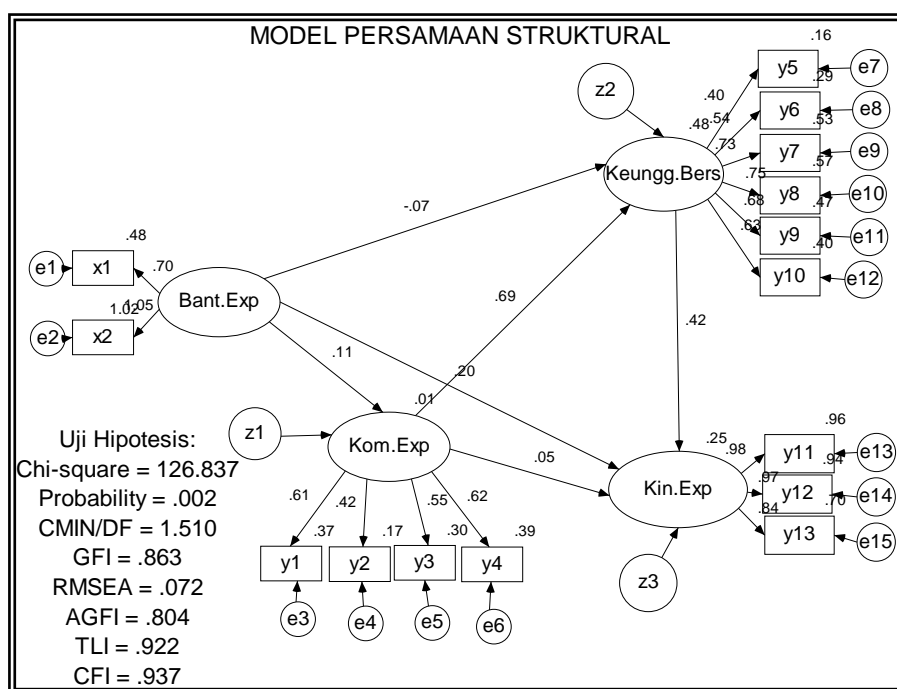 MODEL PERSAMAAN STRUKTURAL
.16
y5
e7
.29
z2
.40
y6
e8
.54
.53
.48
.73
y7
e9
.57
Keungg.Bers
.75
y8
e10
.68
.47
-.07
.63
y9
e11
.40
y10
e12
.48
e1
x1
.70
Bant.Exp
.69
1.02
1.05
e2
x2
.42
.11
.20
.01
z1
Kom.Exp
.05
.25
.98
.96
y11
e13
.94
Kin.Exp
.97
y12
e14
.70
.84
y13
e15
.61
.42
.55
.62
.37
.17
.30
.39
y1
y2
y3
y4
z3
e3
e4
e5
e6
Uji Hipotesis:
Chi-square = 126.837
Probability = .002
CMIN/DF = 1.510
GFI = .863
RMSEA = .072
AGFI = .804
TLI = .922
CFI = .937